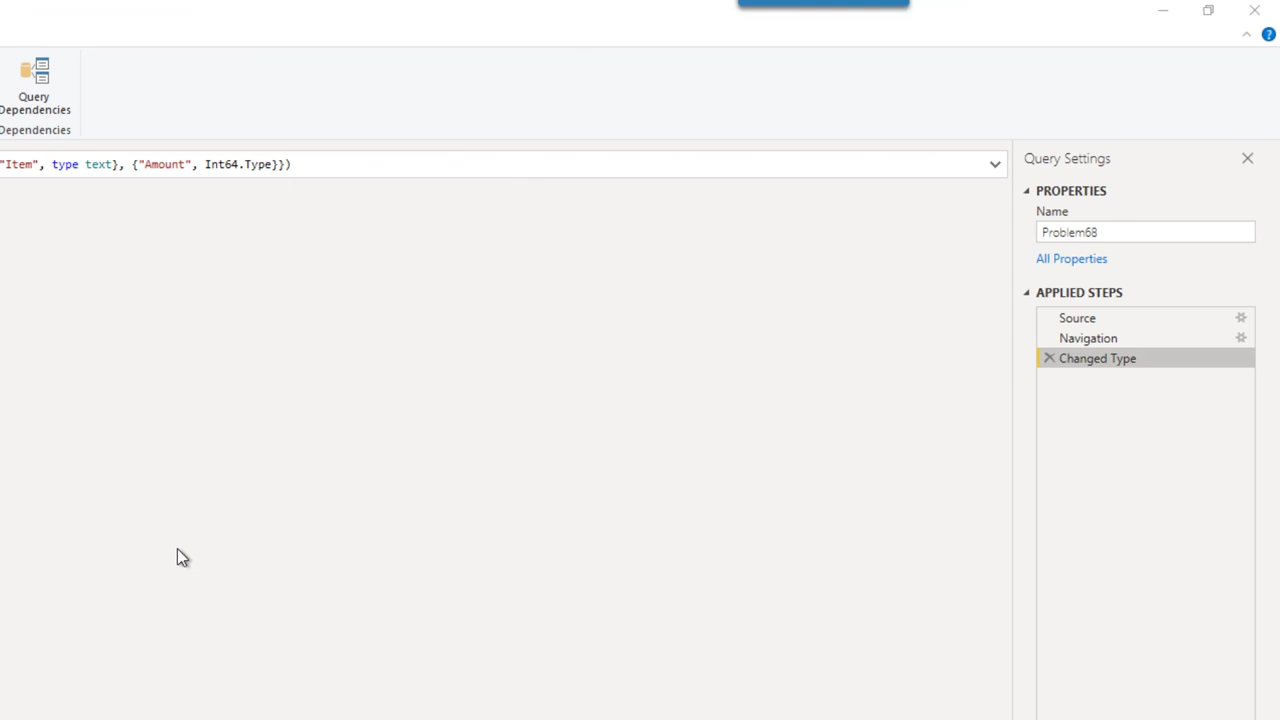 Query
Dependencies
Dependencies
"Item", type text}, {"Amount", Int64.Type}})
Query Settings
PROPERTIES
Name
Problem68
All Properties
APPLIED STEPS
Source
Navigation
Changed Type